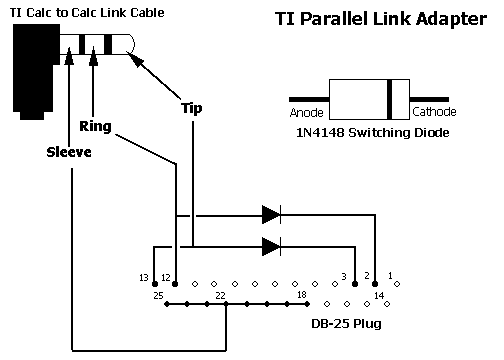 TI Calc to Calc Link Cable
TI Parallel Link Adapter
Tip
Anode Cathode
Ring
1N4148 Switching Diode
Sleeve
13 12 3 2 1
25 22 18 14
DB-25 Plug